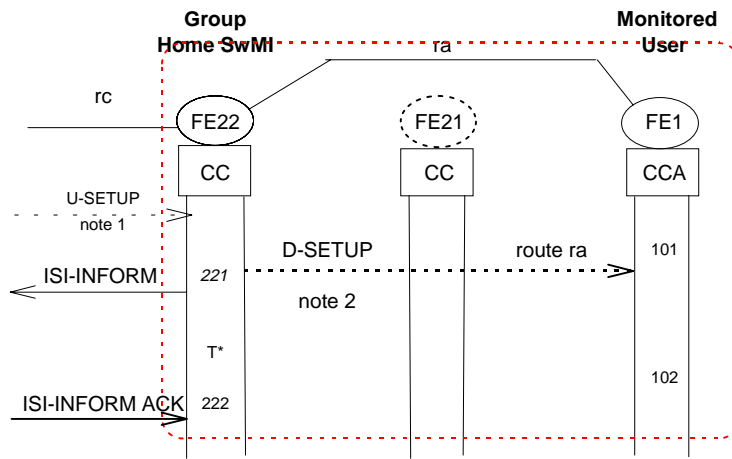 Group
Home SwMI
Monitored
User
ra
rc
FE22
FE21
FE1
CC
CC
CCA
U-SETUP
note 1
D-SETUP
route ra
101
ISI-INFORM
221
note 2
T*
102
ISI-INFORM ACK
222